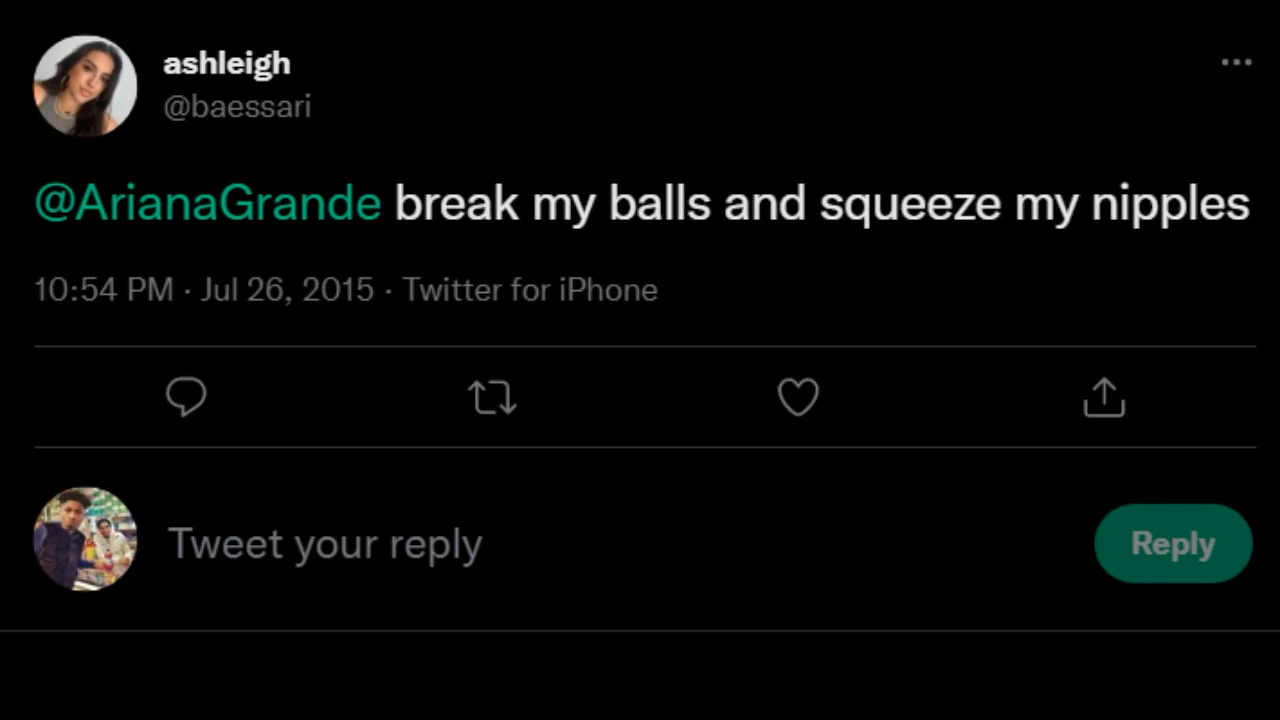 ashleigh
@baessari
@ArianaGrande break my balls and squeeze my nipples
10:54 PM · Jul 26, 2015 · Twitter for iPhone
Tweet your reply
Reply